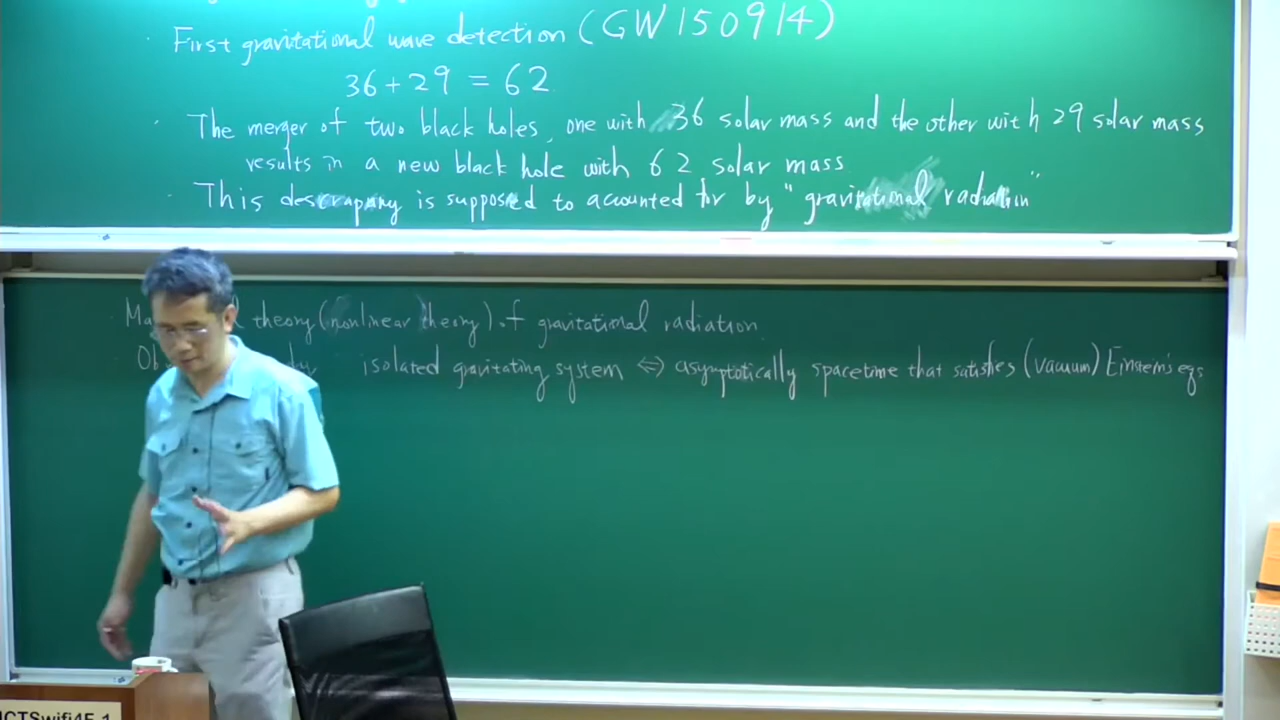 First gravitational wave detection (GW150914)
36 + 29 = 62
The merger of two black holes, one with 36 solar mass and the other with 29 solar mass
results in a new black hole with 62 solar mass
This descrapany is supposed to accounted for by "gravitational radiation"
theory (nonlinear theory) of gravitational radiation
isolated gravitating system ⇔ asymptotically spacetime that satisfies (vacuum) Einstein's eqs